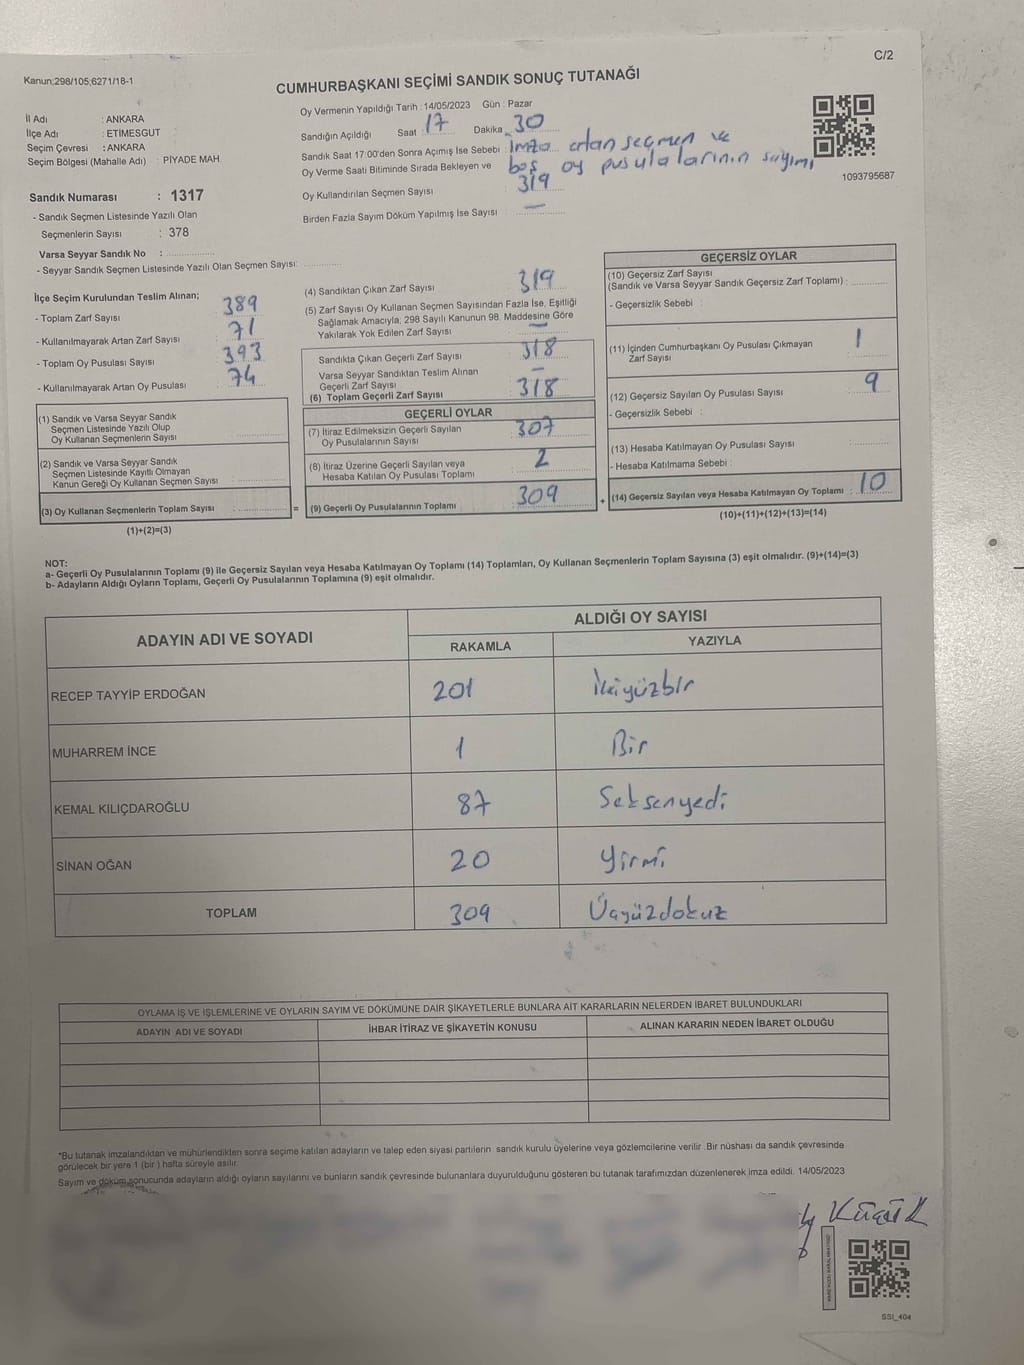 C/2
Kanun:298/105,6271/18-1
CUMHURBAŞKANI SEÇİMİ SANDIK SONUÇ TUTANAĞI
İl Adı : ANKARA
İlçe Adı : ETİMESGUT
Seçim Çevresi : ANKARA
Seçim Bölgesi (Mahalle Adı) : PİYADE MAH.
Oy Vermenin Yapıldığı Tarih : 14/05/2023 Gün : Pazar
Sandığın Açıldığı Saat 17 Dakika 30
Sandık Saat 17:00'den Sonra Açımış İse Sebebi İmza artan seçmen ve
Oy Verme Saati Bitiminde Sırada Bekleyen ve boş oy pusulalarının sayımı
Oy Kullandırılan Seçmen Sayısı 319
Birden Fazla Sayım Döküm Yapılmış İse Sayısı —
1093795687
Sandık Numarası : 1317
- Sandık Seçmen Listesinde Yazılı Olan
Seçmenlerin Sayısı : 378
Varsa Seyyar Sandık No :
- Seyyar Sandık Seçmen Listesinde Yazılı Olan Seçmen Sayısı:
İlçe Seçim Kurulundan Teslim Alınan;
- Toplam Zarf Sayısı 389
- Kullanılmayarak Artan Zarf Sayısı 71
- Toplam Oy Pusulası Sayısı 393
- Kullanılmayarak Artan Oy Pusulası 74
(1) Sandık ve Varsa Seyyar Sandık
Seçmen Listesinde Yazılı Olup
Oy Kullanan Seçmenlerin Sayısı
(2) Sandık ve Varsa Seyyar Sandık
Seçmen Listesinde Kayıtlı Olmayan
Kanun Gereği Oy Kullanan Seçmen Sayısı
(3) Oy Kullanan Seçmenlerin Toplam Sayısı
(1)+(2)=(3)
(4) Sandıktan Çıkan Zarf Sayısı 319
(5) Zarf Sayısı Oy Kullanan Seçmen Sayısından Fazla İse, Eşitliği
Sağlamak Amacıyla, 298 Sayılı Kanunun 98. Maddesine Göre
Yakılarak Yok Edilen Zarf Sayısı —
Sandıkta Çıkan Geçerli Zarf Sayısı 318
Varsa Seyyar Sandıktan Teslim Alınan
Geçerli Zarf Sayısı —
(6) Toplam Geçerli Zarf Sayısı 318
GEÇERLİ OYLAR
(7) İtiraz Edilmeksizin Geçerli Sayılan
Oy Pusulalarının Sayısı 307
(8) İtiraz Üzerine Geçerli Sayılan veya
Hesaba Katılan Oy Pusulası Toplamı 2
= (9) Geçerli Oy Pusulalarının Toplamı 309
GEÇERSİZ OYLAR
(10) Geçersiz Zarf Sayısı
(Sandık ve Varsa Seyyar Sandık Geçersiz Zarf Toplamı) :
- Geçersizlik Sebebi :
(11) İçinden Cumhurbaşkanı Oy Pusulası Çıkmayan
Zarf Sayısı 1
(12) Geçersiz Sayılan Oy Pusulası Sayısı 9
- Geçersizlik Sebebi :
(13) Hesaba Katılmayan Oy Pusulası Sayısı
- Hesaba Katılmama Sebebi :
+ (14) Geçersiz Sayılan veya Hesaba Katılmayan Oy Toplamı : 10
(10)+(11)+(12)+(13)=(14)
NOT:
a- Geçerli Oy Pusulalarının Toplamı (9) ile Geçersiz Sayılan veya Hesaba Katılmayan Oy Toplamı (14) Toplamları, Oy Kullanan Seçmenlerin Toplam Sayısına (3) eşit olmalıdır. (9)+(14)=(3)
b- Adayların Aldığı Oyların Toplamı, Geçerli Oy Pusulalarının Toplamına (9) eşit olmalıdır.
ADAYIN ADI VE SOYADI ALDIĞI OY SAYISI
RAKAMLA YAZIYLA
RECEP TAYYİP ERDOĞAN 201 İkiyüzbir
MUHARREM İNCE 1 Bir
KEMAL KILIÇDAROĞLU 87 Seksenyedi
SİNAN OĞAN 20 Yirmi
TOPLAM 309 Üçyüzdokuz
OYLAMA İŞ VE İŞLEMLERİNE VE OYLARIN SAYIM VE DÖKÜMÜNE DAİR ŞİKAYETLERLE BUNLARA AİT KARARLARIN NELERDEN İBARET BULUNDUKLARI
ADAYIN ADI VE SOYADI İHBAR İTİRAZ VE ŞİKAYETİN KONUSU ALINAN KARARIN NEDEN İBARET OLDUĞU
*Bu tutanak imzalandıktan ve mühürlendikten sonra seçime katılan adayların ve talep eden siyasi partilerin sandık kurulu üyelerine veya gözlemcilerine verilir. Bir nüshası da sandık çevresinde
görülecek bir yere 1 (bir) hafta süreyle asılır.
Sayım ve döküm sonucunda adayların aldığı oyların sayılarını ve bunların sandık çevresinde bulunanlara duyurulduğunu gösteren bu tutanak tarafımızdan düzenlenerek imza edildi. 14/05/2023
Küçük
SSI_404